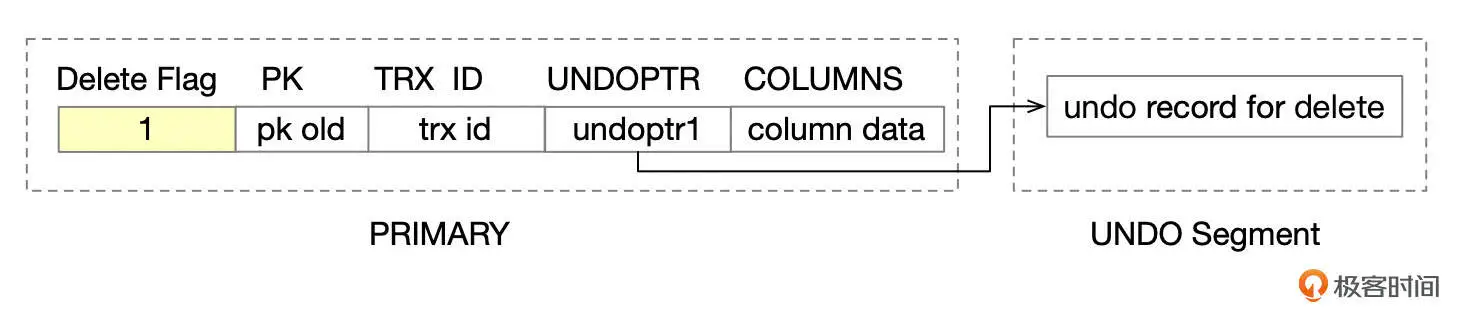 Delete Flag PK TRX ID UNDOPTR COLUMNS
1 pk old trx id undoptr1 column data
undo record for delete
PRIMARY
UNDO Segment
极客时间